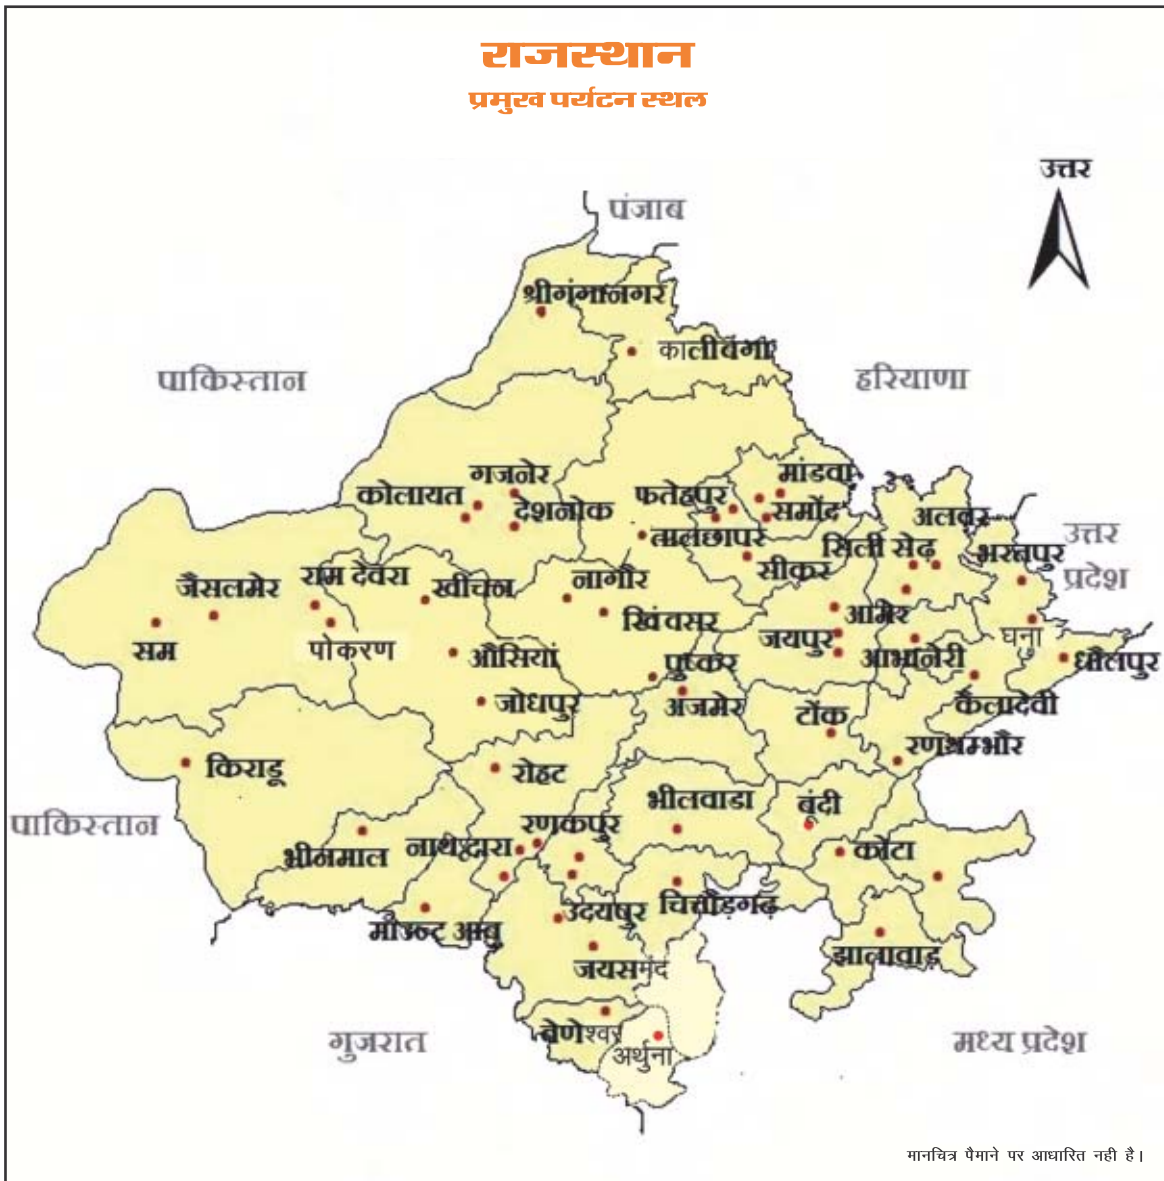 राजस्थान
प्रमुख पर्यटन स्थल
उत्तर
पंजाब
श्रीगंमानगर
कालीबंगा
पाकिस्तान
हरियाणा
गजनेर
मांडवा
कोलायत
फतेहपुर
देशनोक
समोंद
अलवर
तालछापर
उत्तर
प्रदेश
सिली सेढ़
भरतपुर
सीकर
राम देवरा
खींचन
नागौर
जैसलमेर
खिंवसर
आमेर
जयपुर
घना
सम
पोकरण
औसियां
पुष्कर
आभानेरी
धौलपुर
जोधपुर
अजमेर
टोंक
कैलादेवी
रणथम्भौर
किराडू
रोहट
भीलवाडा
बूंदी
पाकिस्तान
रणकपुर
भीनमाल
नाथद्वारा
कोटा
चित्तौड़गढ़
उदयपुर
माउन्ट आबु
झालावाड़
जयसमंद
वेणेश्वर
गुजरात
अर्थुना
मध्य प्रदेश
मानचित्र पैमाने पर आधारित नही है।